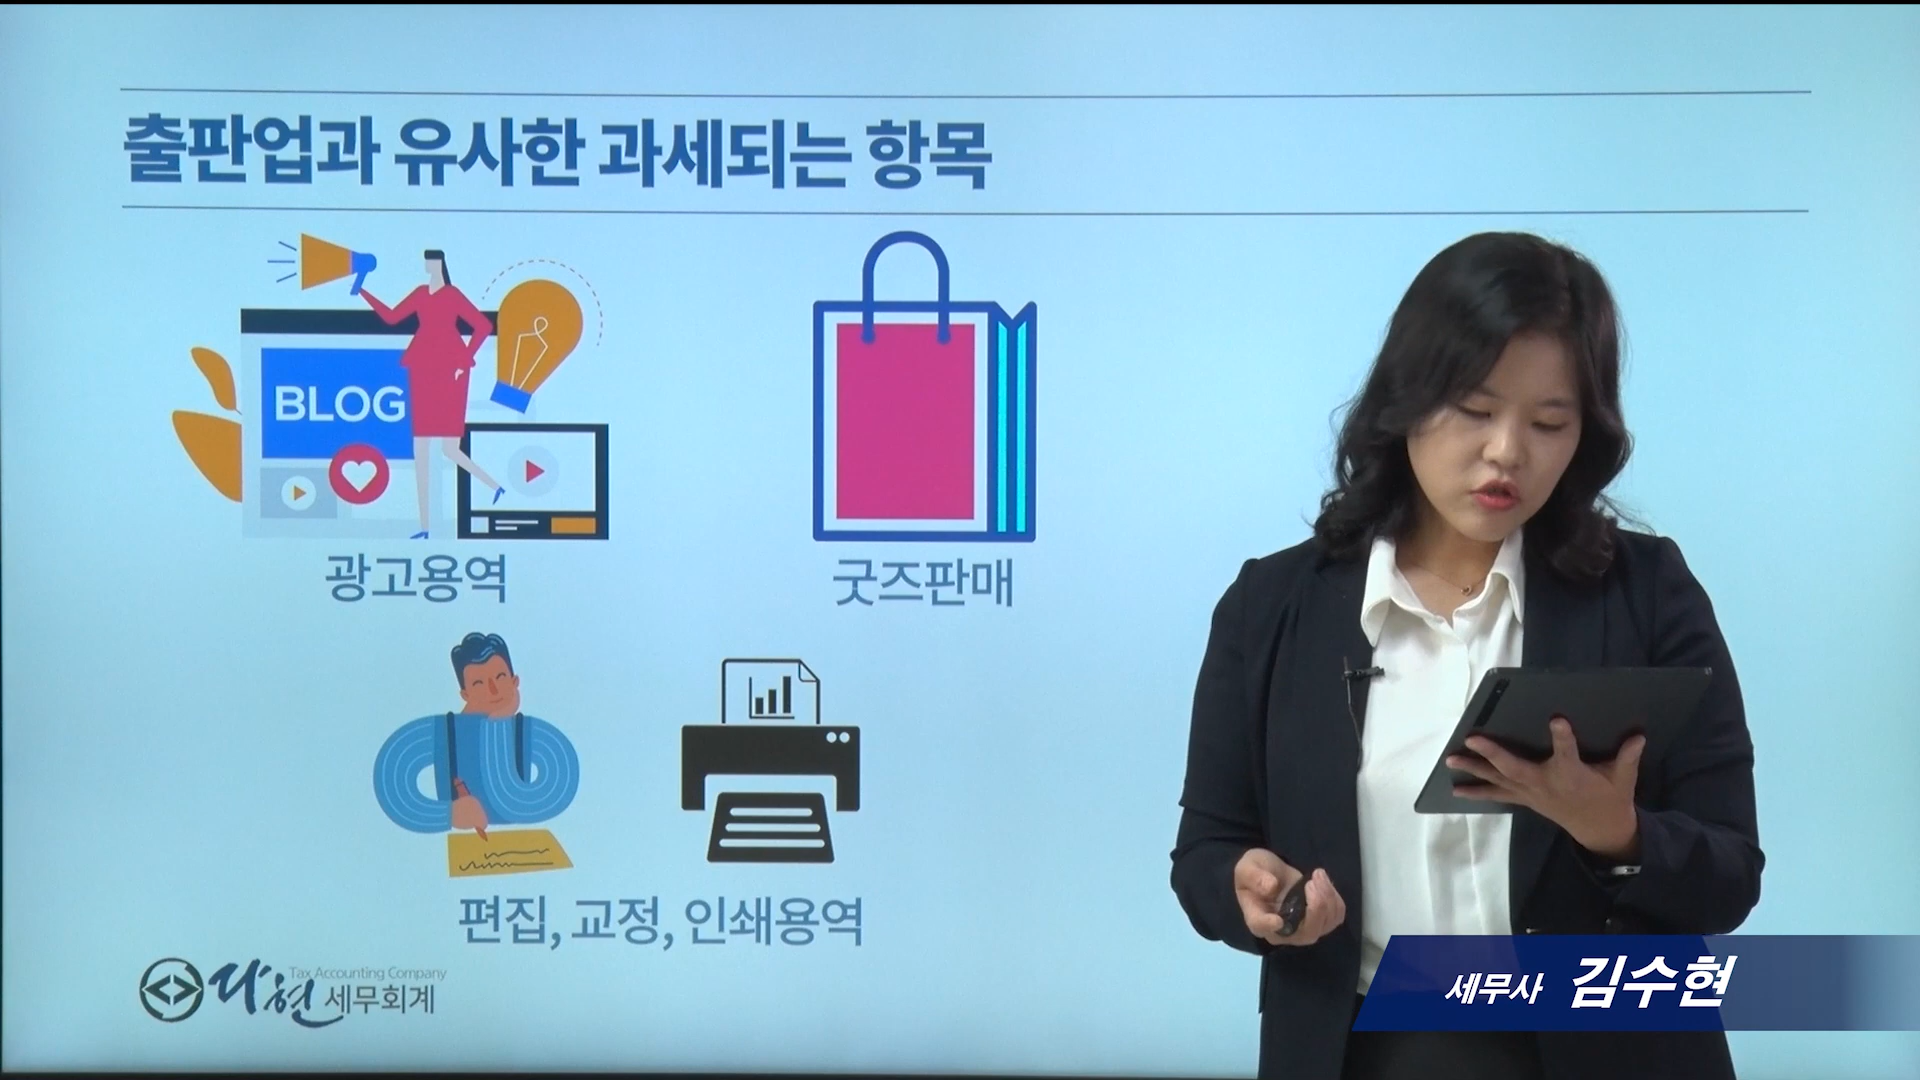 출판업과 유사한 과세되는 항목
BLOG
광고용역
굿즈판매
편집, 교정, 인쇄용역
다현
Tax Accounting Company
세무회계
세무사 김수현